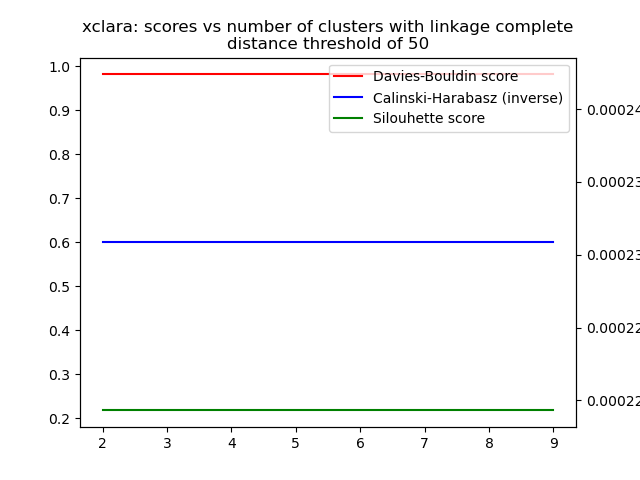 xclara: scores vs number of clusters with linkage complete
distance threshold of 50
1.0
0.9
0.8
0.7
0.6
0.5
0.4
0.3
0.2
Davies-Bouldin score
Calinski-Harabasz (inverse)
Silouhette score
0.00024
0.00023
0.00023
0.00022
0.00022
2 3 4 5 6 7 8 9